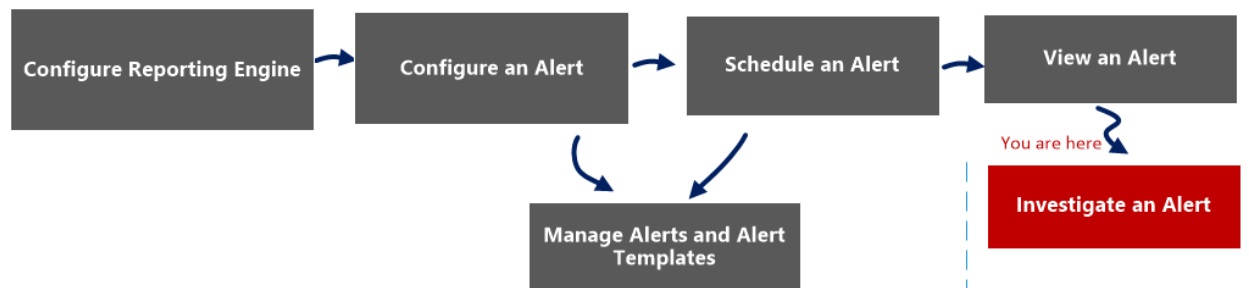 Configure Reporting Engine
Configure an Alert
Schedule an Alert
View an Alert
You are here
Investigate an Alert
Manage Alerts and Alert
Templates